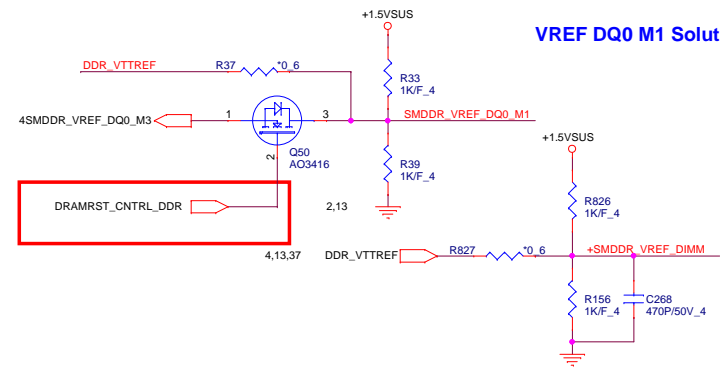 +1.5VSUS
VREF DQ0 M1 Solut
DDR_VTTREF
R37
*0_6
R33
1K/F_4
4SMDDR_VREF_DQ0_M3
1
3
SMDDR_VREF_DQ0_M1
2
Q50
AO3416
R39
1K/F_4
+1.5VSUS
DRAMRST_CNTRL_DDR
2,13
R826
1K/F_4
4,13,37
DDR_VTTREF
R827
*0_6
+SMDDR_VREF_DIMM
R156
1K/F_4
C268
470P/50V_4